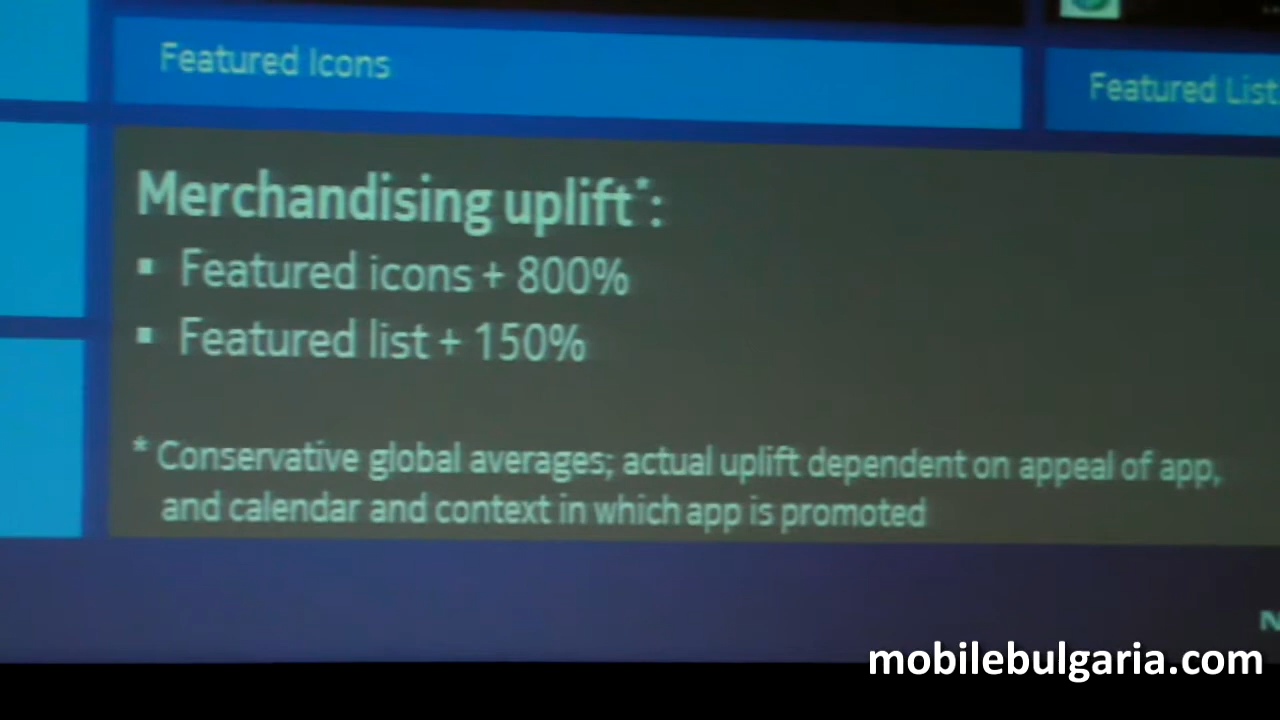 Featured Icons
Featured List
Merchandising uplift*:
▪ Featured icons + 800%
▪ Featured list + 150%
* Conservative global averages; actual uplift dependent on appeal of app,
and calendar and context in which app is promoted
mobilebulgaria.com